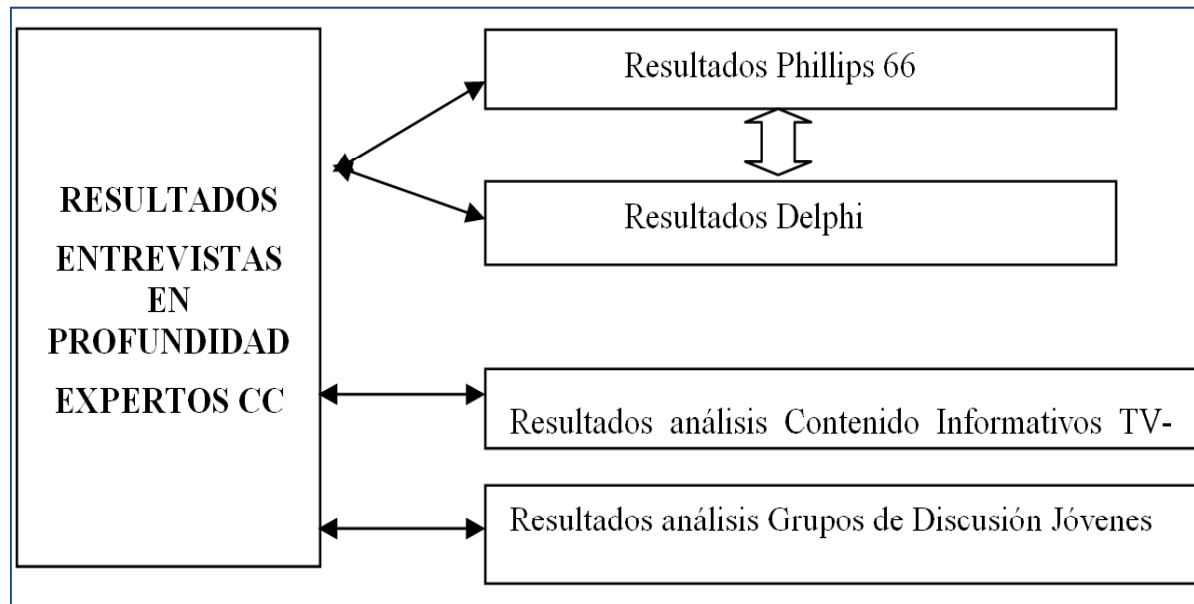 RESULTADOS
ENTREVISTAS
EN
PROFUNDIDAD
EXPERTOS CC
Resultados Phillips 66
Resultados Delphi
Resultados análisis Contenido Informativos TV-
Resultados análisis Grupos de Discusión Jóvenes